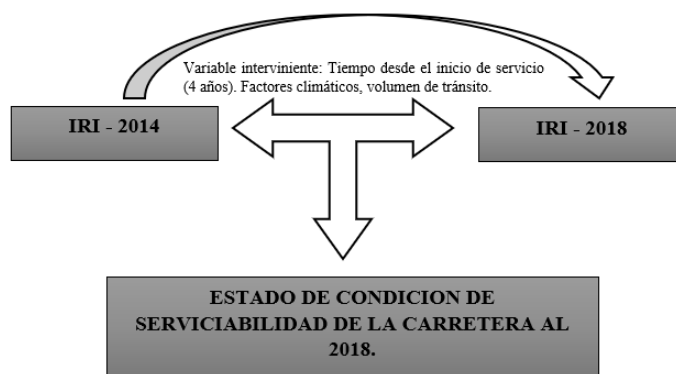 Variable interviniente: Tiempo desde el inicio de servicio
(4 años). Factores climáticos, volumen de tránsito.
IRI - 2014
IRI - 2018
ESTADO DE CONDICION DE
SERVICIABILIDAD DE LA CARRETERA AL
2018.